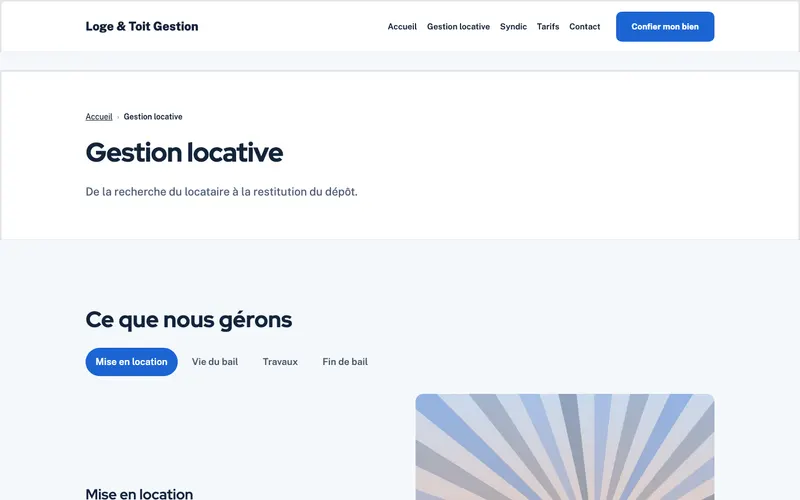 Loge & Toit Gestion
Accueil Gestion locative Syndic Tarifs Contact Confier mon bien
Accueil › Gestion locative
Gestion locative
De la recherche du locataire à la restitution du dépôt.
Ce que nous gérons
Mise en location Vie du bail Travaux Fin de bail
Mise en location